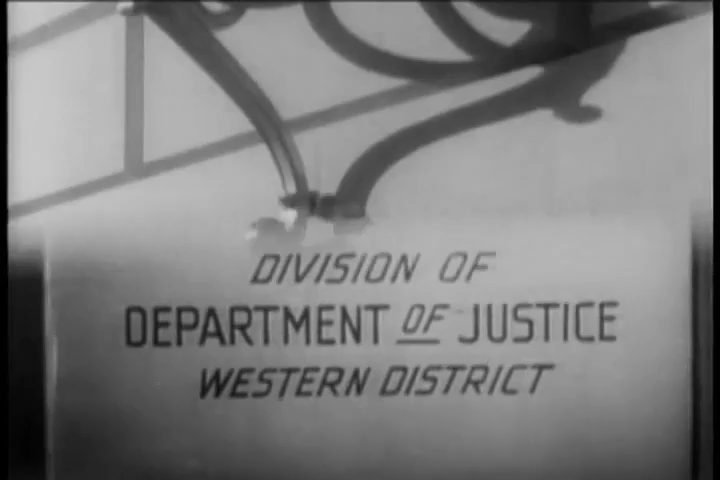 DIVISION OF
DEPARTMENT OF JUSTICE
WESTERN DISTRICT